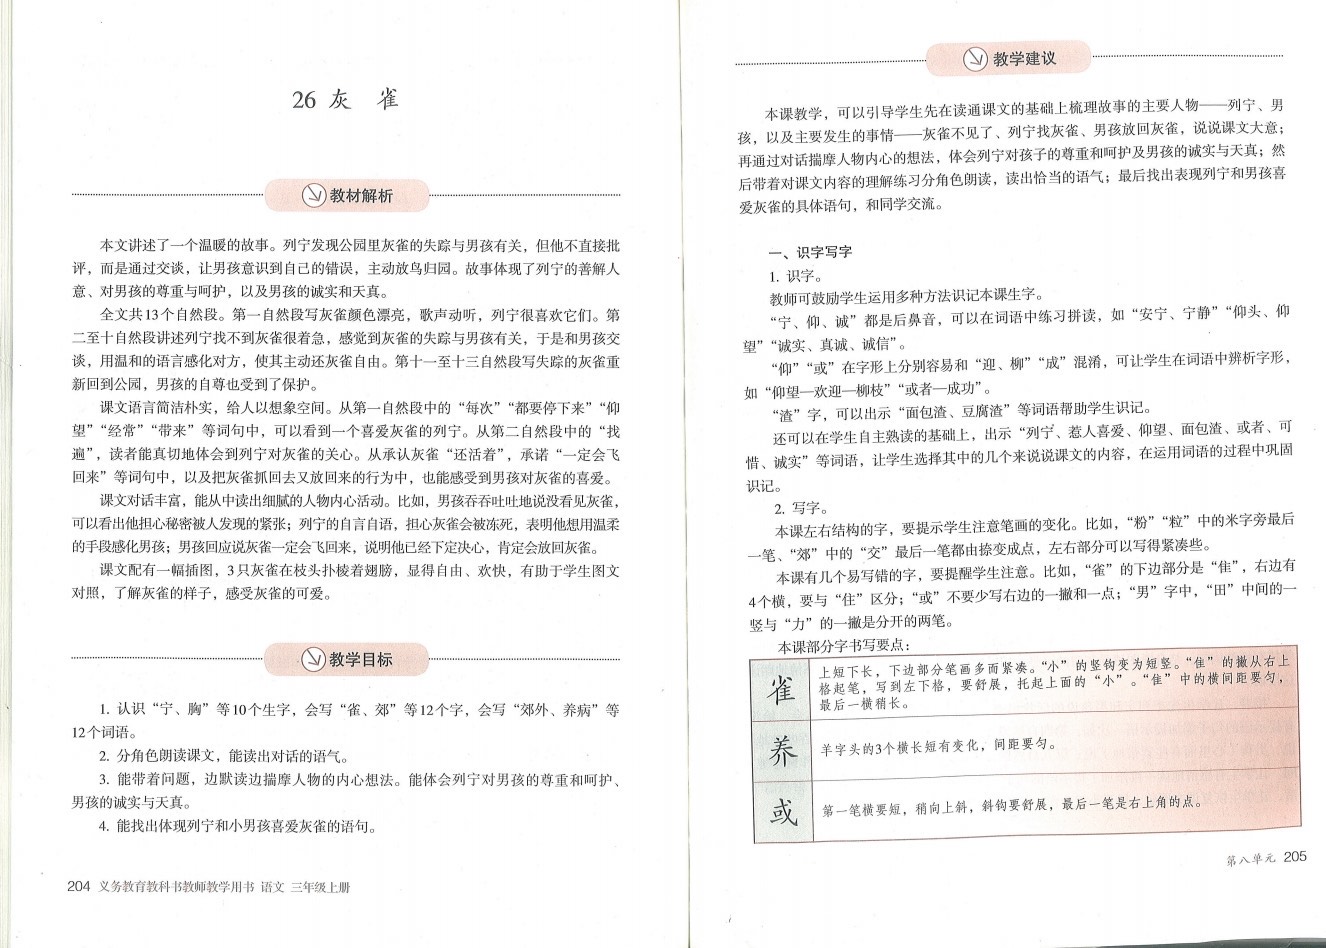 26 灰 雀
教材解析
本文讲述了一个温暖的故事。列宁发现公园里灰雀的失踪与男孩有关，但他不直接批
评，而是通过交谈，让男孩意识到自己的错误，主动放鸟归园。故事体现了列宁的善解人
意、对男孩的尊重与呵护，以及男孩的诚实和天真。
全文共13个自然段。第一自然段写灰雀颜色漂亮，歌声动听，列宁很喜欢它们。第
二至十自然段讲述列宁找不到灰雀很着急，感觉到灰雀的失踪与男孩有关，于是和男孩交
谈，用温和的语言感化对方，使其主动还灰雀自由。第十一至十三自然段写失踪的灰雀重
新回到公园，男孩的自尊也受到了保护。
课文语言简洁朴实，给人以想象空间。从第一自然段中的“每次”“都要停下来”“仰
望”“经常”“带来”等词句中，可以看到一个喜爱灰雀的列宁。从第二自然段中的“找
遍”，读者能真切地体会到列宁对灰雀的关心。从承认灰雀“还活着”，承诺“一定会飞
回来”等词句中，以及把灰雀抓回去又放回来的行为中，也能感受到男孩对灰雀的喜爱。
课文对话丰富，能从中读出细腻的人物内心活动。比如，男孩吞吞吐吐地说没看见灰雀，
可以看出他担心秘密被人发现的紧张；列宁的自言自语，担心灰雀会被冻死，表明他想用温柔
的手段感化男孩；男孩回应说灰雀一定会飞回来，说明他已经下定决心，肯定会放回灰雀。
课文配有一幅插图，3只灰雀在枝头扑棱着翅膀，显得自由、欢快，有助于学生图文
对照，了解灰雀的样子，感受灰雀的可爱。
教学目标
1. 认识“宁、胸”等10个生字，会写“雀、郊”等12个字，会写“郊外、养病”等
12个词语。
2. 分角色朗读课文，能读出对话的语气。
3. 能带着问题，边默读边揣摩人物的内心想法。能体会列宁对男孩的尊重和呵护、
男孩的诚实与天真。
4. 能找出体现列宁和小男孩喜爱灰雀的语句。
204 义务教育教科书教师教学用书 语文 三年级上册
教学建议
本课教学，可以引导学生先在读通课文的基础上梳理故事的主要人物——列宁、男
孩，以及主要发生的事情——灰雀不见了、列宁找灰雀、男孩放回灰雀，说说课文大意；
再通过对话揣摩人物内心的想法，体会列宁对孩子的尊重和呵护及男孩的诚实与天真；然
后带着对课文内容的理解练习分角色朗读，读出恰当的语气；最后找出表现列宁和男孩喜
爱灰雀的具体语句，和同学交流。
一、识字写字
1. 识字。
教师可鼓励学生运用多种方法识记本课生字。
“宁、仰、诚”都是后鼻音，可以在词语中练习拼读，如“安宁、宁静”“仰头、仰
望”“诚实、真诚、诚信”。
“仰”“或”在字形上分别容易和“迎、柳”“成”混淆，可让学生在词语中辨析字形，
如“仰望—欢迎—柳枝”“或者—成功”。
“渣”字，可以出示“面包渣、豆腐渣”等词语帮助学生识记。
还可以在学生自主熟读的基础上，出示“列宁、惹人喜爱、仰望、面包渣、或者、可
惜、诚实”等词语，让学生选择其中的几个来说说课文的内容，在运用词语的过程中巩固
识记。
2. 写字。
本课左右结构的字，要提示学生注意笔画的变化。比如，“粉”“粒”中的米字旁最后
一笔、“郊”中的“交”最后一笔都由捺变成点，左右部分可以写得紧凑些。
本课有几个易写错的字，要提醒学生注意。比如，“雀”的下边部分是“隹”，右边有
4个横，要与“住”区分；“或”不要少写右边的一撇和一点；“男”字中，“田”中间的一
竖与“力”的一撇是分开的两笔。
本课部分字书写要点：
雀
上短下长，下边部分笔画多而紧凑。“小”的竖钩变为短竖。“隹”的撇从右上
格起笔，写到左下格，要舒展，托起上面的“小”。“隹”中的横间距要匀，
最后一横稍长。
养
羊字头的3个横长短有变化，间距要匀。
或
第一笔横要短，稍向上斜，斜钩要舒展，最后一笔是右上角的点。
第八单元 205